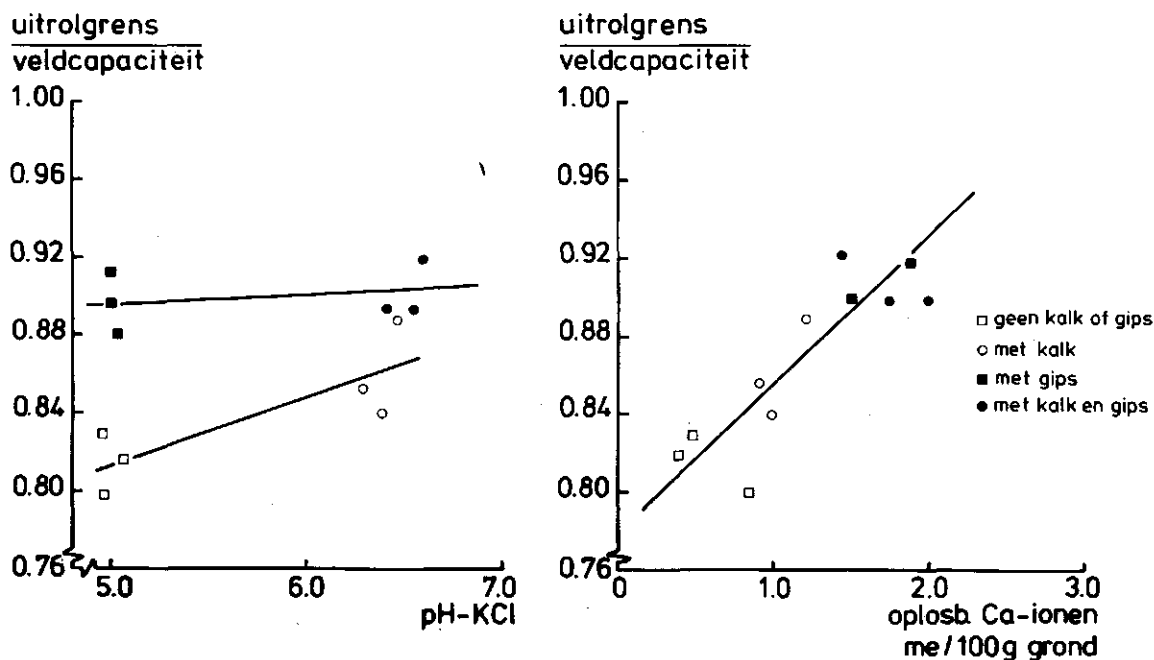 uitrolgrens
veldcapaciteit
1.00
0.96
0.92
0.88
0.84
0.80
0.76
5.0
6.0
7.0
pH-KCl
uitrolgrens
veldcapaciteit
1.00
0.96
0.92
0.88
0.84
0.80
0.76
0
1.0
2.0
3.0
oplosb. Ca-ionen
me/100g grond
geen kalk of gips
met kalk
met gips
met kalk en gips